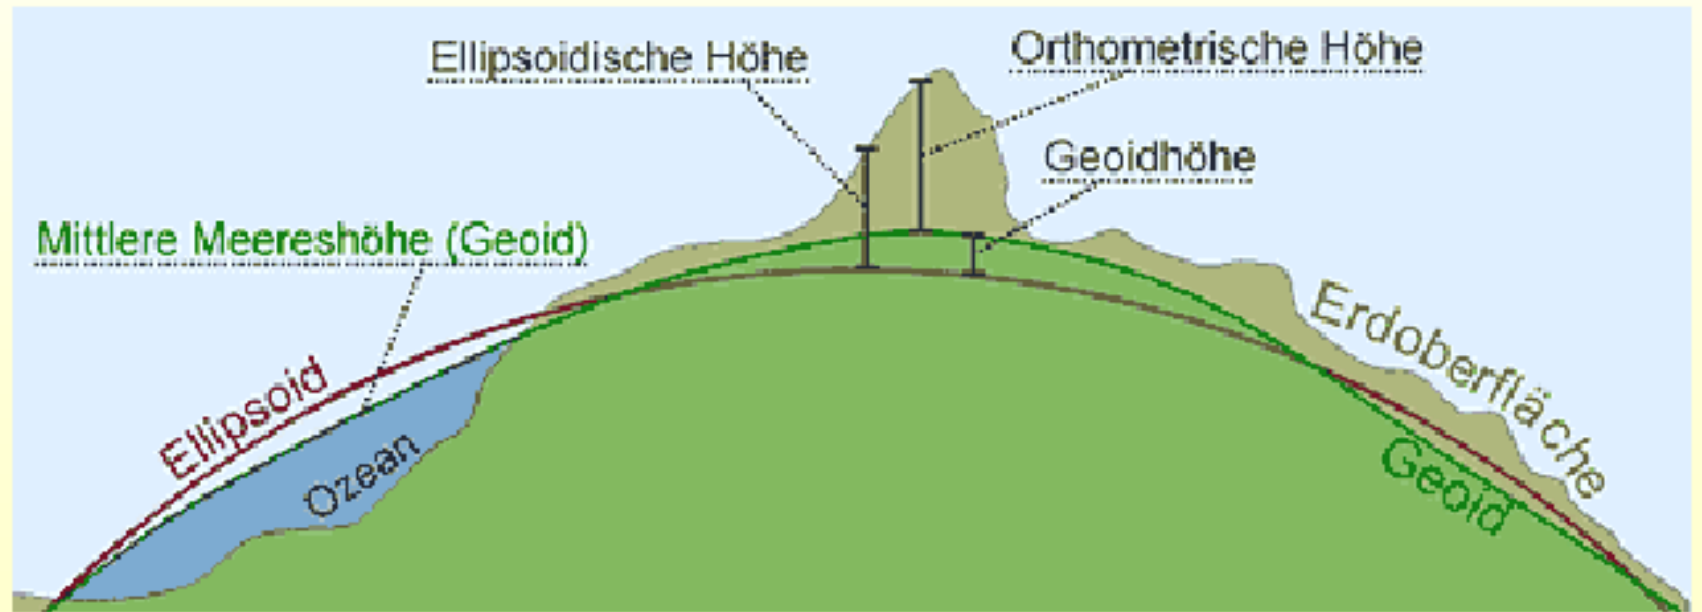 Ellipsoidische Höhe
Orthometrische Höhe
Geoidhöhe
Mittlere Meereshöhe (Geoid)
Ellipsoid
Ozean
Erdoberfläche
Geoid